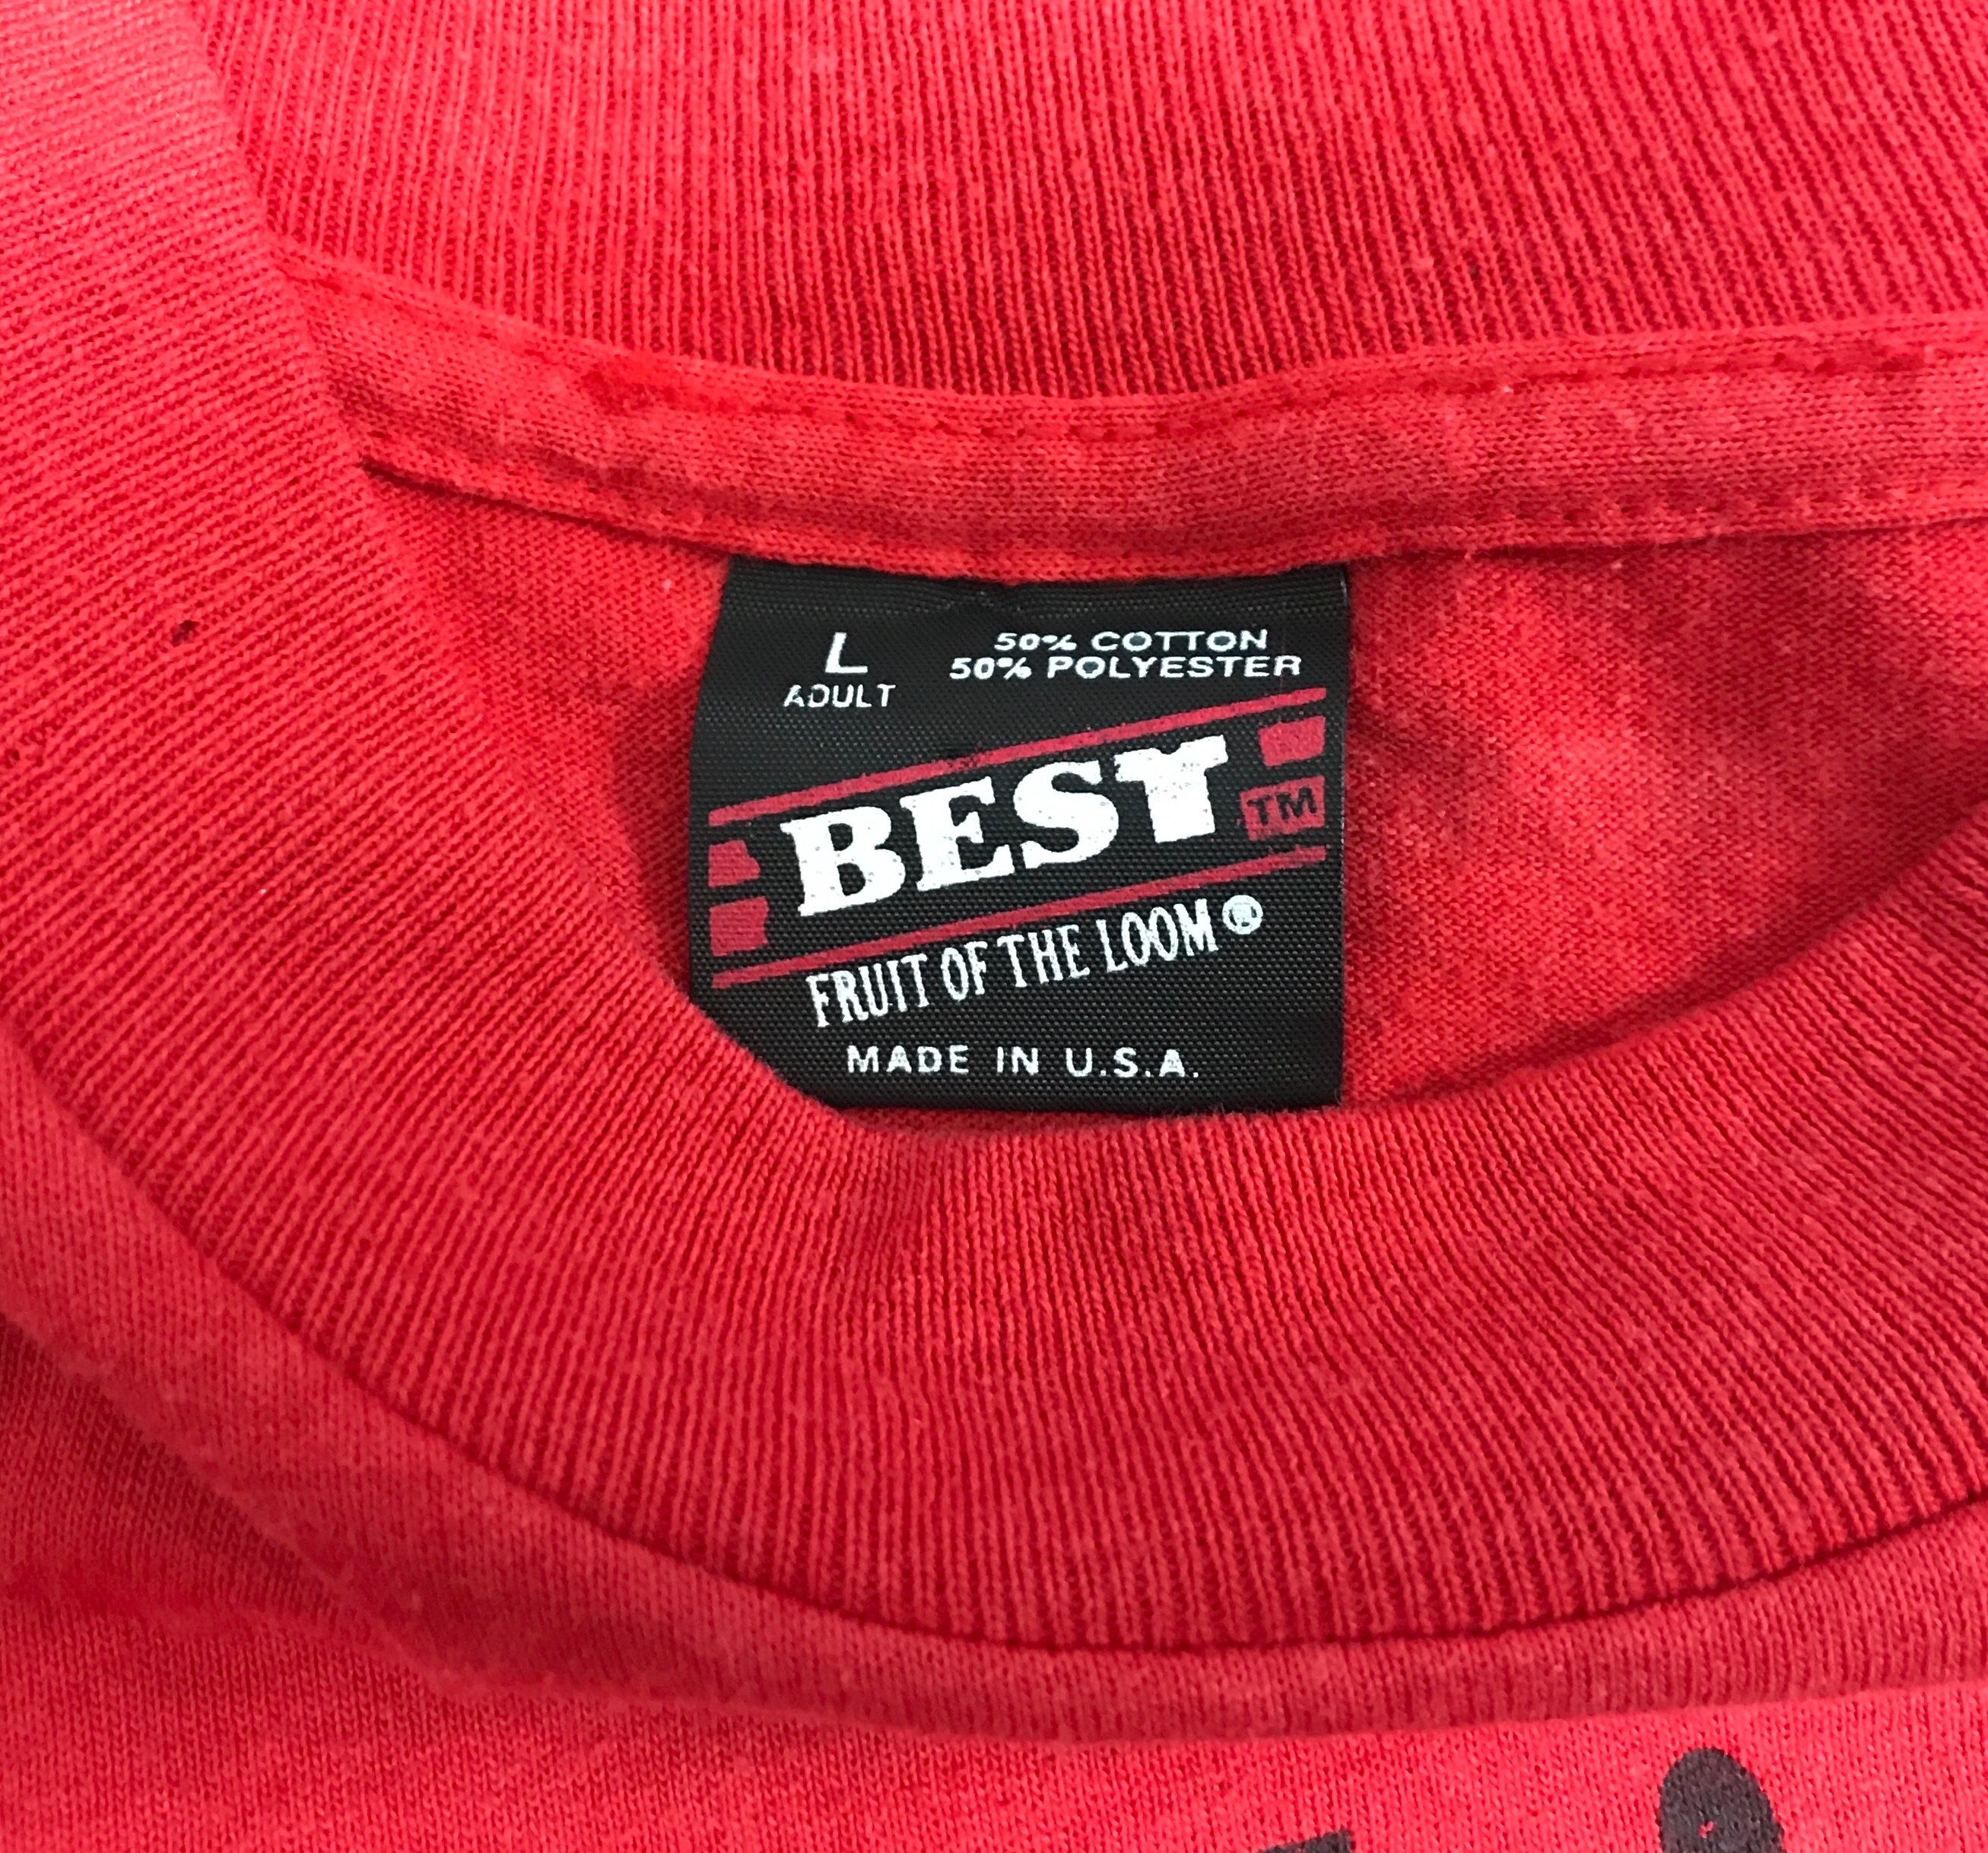 L
ADULT
50% COTTON
50% POLYESTER
BEST
TM
FRUIT OF THE LOOM®
MADE IN U.S.A.